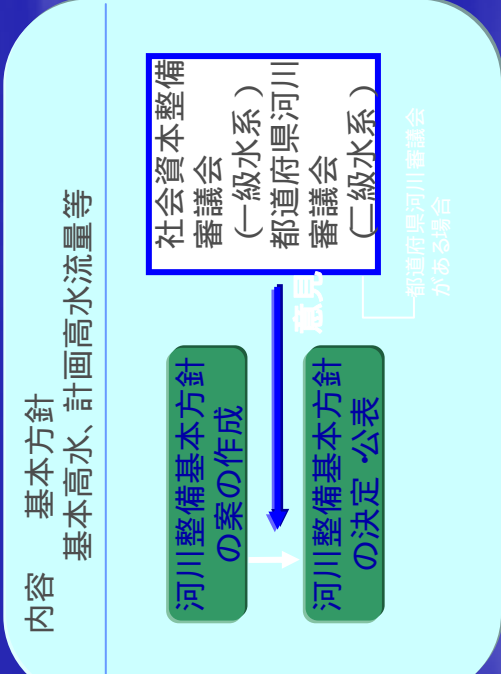 内容 基本方針
基本高水、計画高水流量等
河川整備基本方針
の案の作成
社会資本整備
審議会
(一級水系)
都道府県河川
審議会
(二級水系)
意見
河川整備基本方針
の決定・公表
都道府県河川審議会
がある場合